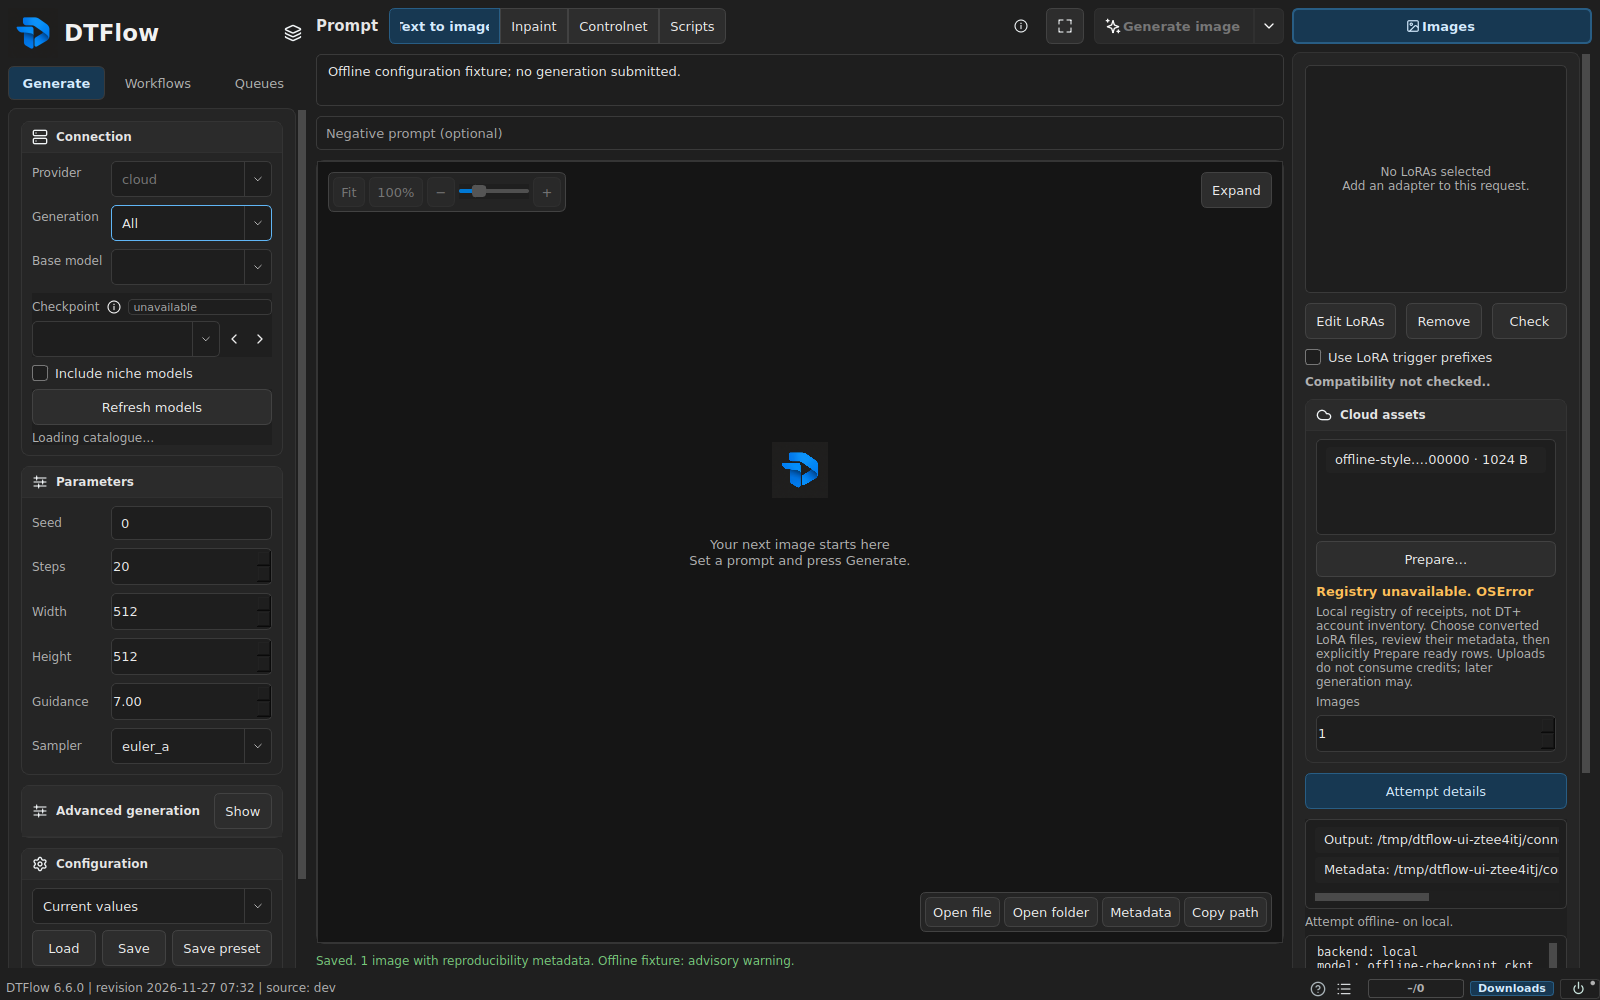 DTFlow
Generate
Workflows
Queues
Connection
Provider
cloud
Generation
All
Base model
Checkpoint
unavailable
Include niche models
Refresh models
Loading catalogue…
Parameters
Seed
0
Steps
20
Width
512
Height
512
Guidance
7.00
Sampler
euler_a
Advanced generation
Show
Configuration
Current values
Load
Save
Save preset
Prompt
Inpaint
Controlnet
Scripts
Generate image
Offline configuration fixture; no generation submitted.
Negative prompt (optional)
Fit
100%
−
+
Expand
Your next image starts here
Set a prompt and press Generate.
Open file
Open folder
Metadata
Copy path
Saved. 1 image with reproducibility metadata. Offline fixture: advisory warning.
Images
No LoRAs selected
Add an adapter to this request.
Edit LoRAs
Remove
Check
Use LoRA trigger prefixes
Compatibility not checked..
Cloud assets
offline-style....00000 · 1024 B
Prepare…
Registry unavailable. OSError
Local registry of receipts, not DT+
account inventory. Choose converted
LoRA files, review their metadata, then
explicitly Prepare ready rows. Uploads
do not consume credits; later
generation may.
Images
1
Attempt details
Output: /tmp/dtflow-ui-ztee4itj/conn
Metadata: /tmp/dtflow-ui-ztee4itj/co
Attempt offline- on local.
backend: local
model: offline-checkpoint.ckpt
DTFlow 6.6.0 | revision 2026-11-27 07:32 | source: dev
–/0
Downloads